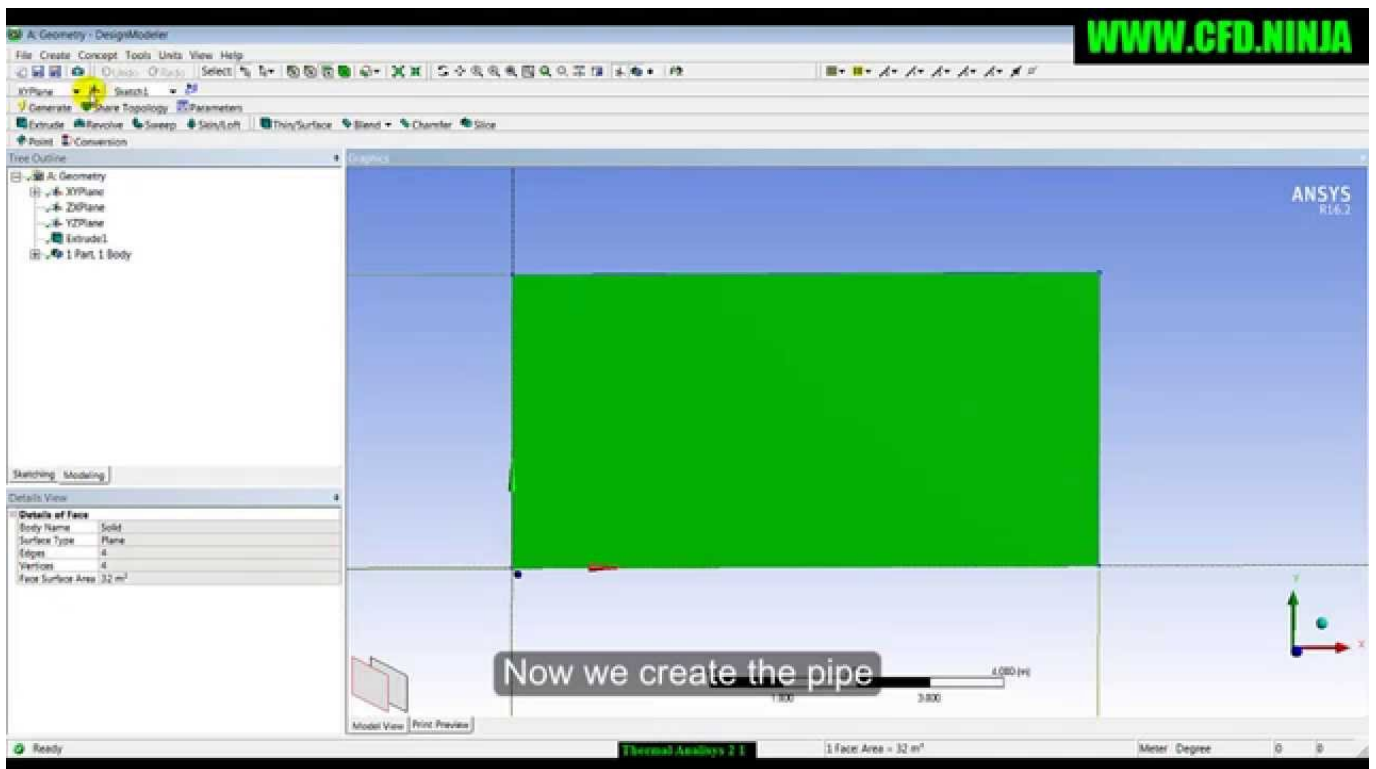 WWW.CFD.NINJA
A: Geometry - DesignModeler
File Create Concept Tools Units View Help
Undo Redo Select
XYPlane Sketch1
Generate Share Topology Parameters
Extrude Revolve Sweep Skin/Loft Thin/Surface Blend Chamfer Slice
Point Conversion
Tree Outline
Graphics
A: Geometry
XYPlane
ZXPlane
YZPlane
Extrude1
1 Part, 1 Body
ANSYS
R16.2
Sketching Modeling
Details View
Details of Face
Body Name Solid
Surface Type Plane
Edges 4
Vertices 4
Face Surface Area 32 m²
Y
X
Now we create the pipe
4.000 (m)
1.000 3.000
Model View Print Preview
Ready
Thermal Analisys 2 1
1 Face: Area = 32 m²
Meter Degree 0 0